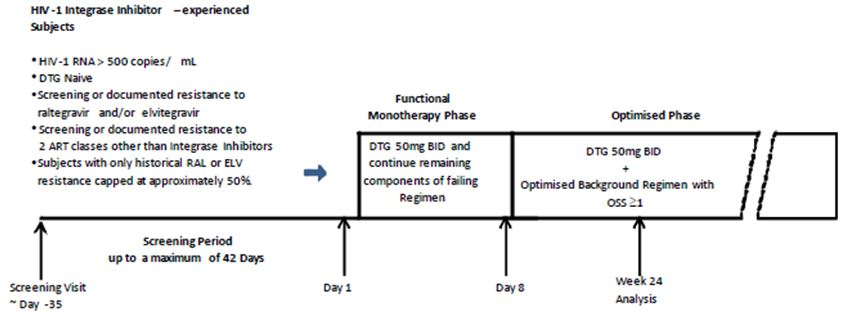 HIV-1 Integrase Inhibitor – experienced
Subjects
• HIV-1 RNA > 500 copies/ mL
• DTG Naive
• Screening or documented resistance to
raltegravir and/or elvitegravir
• Screening or documented resistance to
2 ART classes other than Integrase Inhibitors
• Subjects with only historical RAL or ELV
resistance capped at approximately 50%.
Functional
Monotherapy Phase
Optimised Phase
DTG 50mg BID and
continue remaining
components of failing
Regimen
DTG 50mg BID
+
Optimised Background Regimen with
OSS ≥1
Screening Period
up to a maximum of 42 Days
Screening Visit
~ Day -35
Day 1
Day 8
Week 24
Analysis